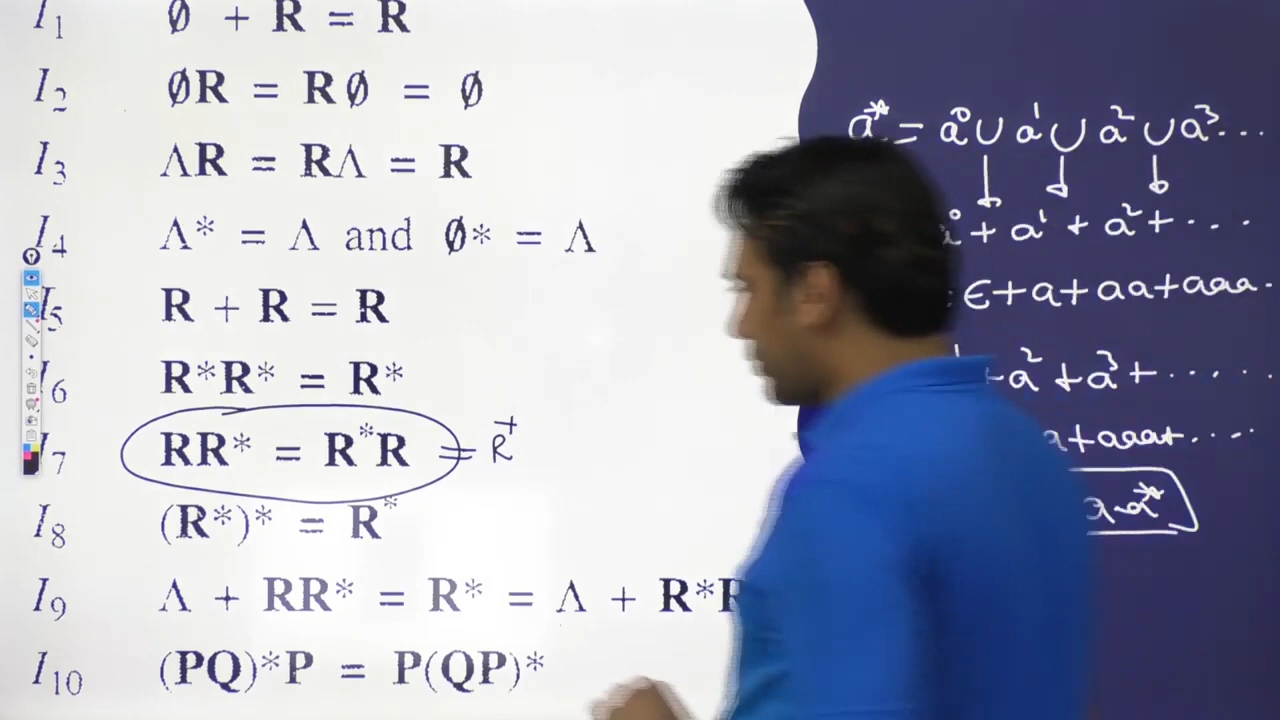 I1 ∅ + R = R
I2 ∅R = R∅ = ∅
I3 ΛR = RΛ = R
I4 Λ* = Λ and ∅* = Λ
I5 R + R = R
I6 R*R* = R*
I7 RR* = R*R = R⁺
I8 (R*)* = R*
I9 Λ + RR* = R* = Λ + R*R
I10 (PQ)*P = P(QP)*
a* = a⁰ ∪ a¹ ∪ a² ∪ a³ ...
+ a¹ + a² + ....
ϵ + a + aa + aaa.
+ a² + a³ + .....
a + aaa + ....
a.a*